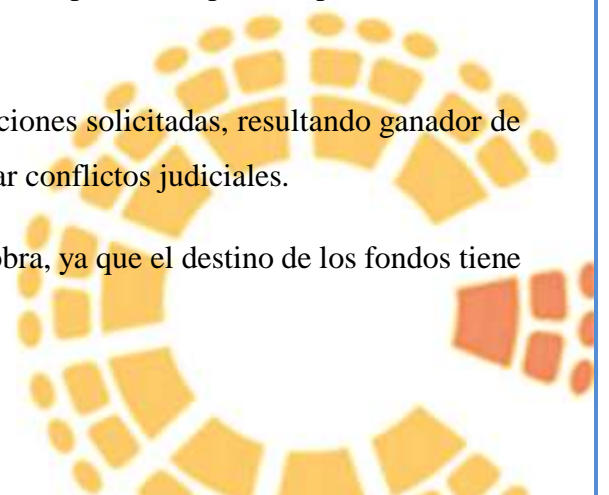 ciones solicitadas, resultando ganador de
ar conflictos judiciales.
obra, ya que el destino de los fondos tiene